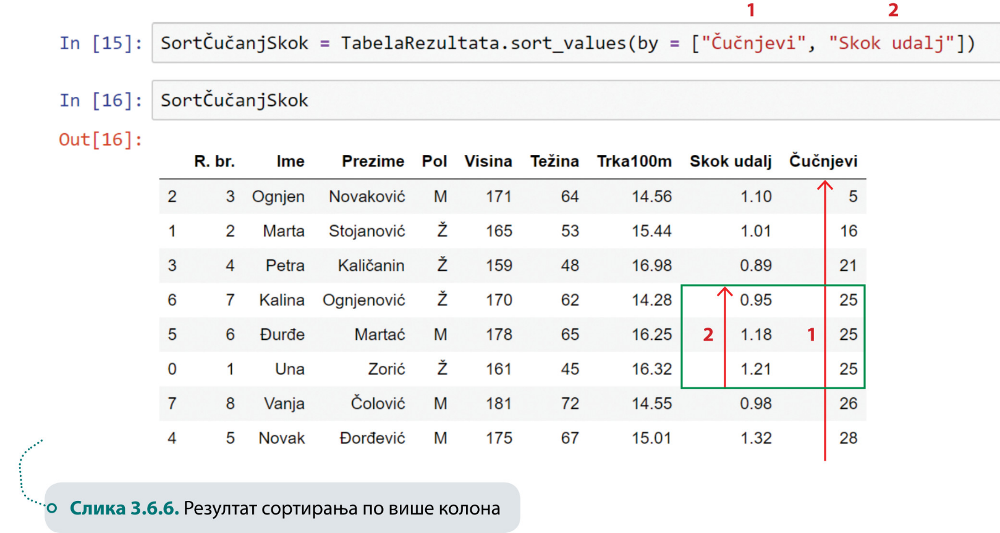 1 2
In [15]: SortČučanjSkok = TabelaRezultata.sort_values(by = ["Čučnjevi", "Skok udalj"])
In [16]: SortČučanjSkok
Out[16]:
R. br. Ime Prezime Pol Visina Težina Trka100m Skok udalj Čučnjevi
2 3 Ognjen Novaković M 171 64 14.56 1.10 5
1 2 Marta Stojanović Ž 165 53 15.44 1.01 16
3 4 Petra Kaličanin Ž 159 48 16.98 0.89 21
6 7 Kalina Ognjenović Ž 170 62 14.28 0.95 25
5 6 Đurđe Martać M 178 65 16.25 2 1.18 1 25
0 1 Una Zorić Ž 161 45 16.32 1.21 25
7 8 Vanja Čolović M 181 72 14.55 0.98 26
4 5 Novak Đorđević M 175 67 15.01 1.32 28
Слика 3.6.6. Резултат сортирања по више колона